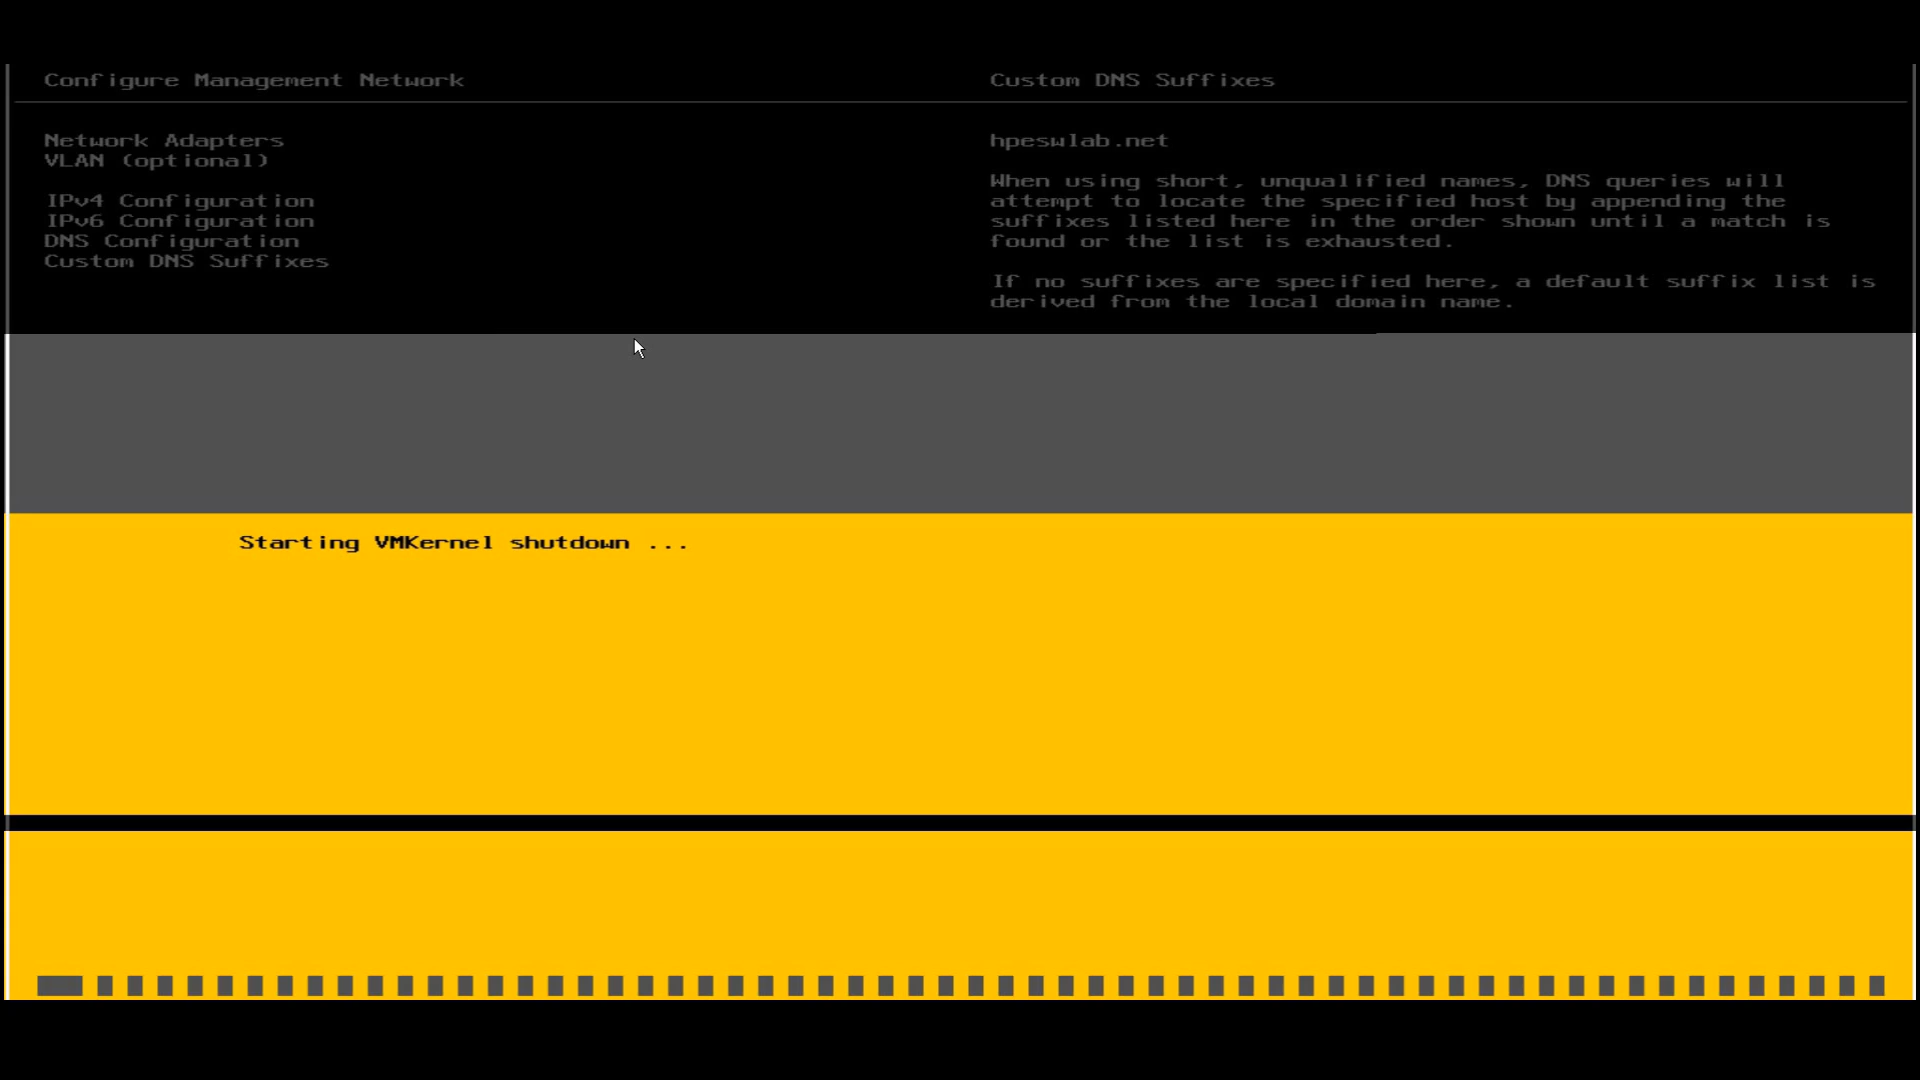 Configure Management Network
Custom DNS Suffixes
Network Adapters
VLAN (optional)
IPv4 Configuration
IPv6 Configuration
DNS Configuration
Custom DNS Suffixes
hpeswlab.net
When using short, unqualified names, DNS queries will
attempt to locate the specified host by appending the
suffixes listed here in the order shown until a match is
found or the list is exhausted.
If no suffixes are specified here, a default suffix list is
derived from the local domain name.
Starting VMKernel shutdown ...